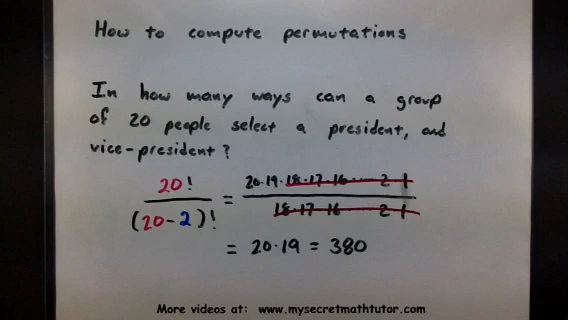 How to compute permutations
In how many ways can a group
of 20 people select a president, and
vice-president?
20! / (20-2)! = 20·19·18·17·16 ···· 2·1 / 18·17·16 ···· 2·1
= 20·19 = 380
More videos at: www.mysecretmathtutor.com